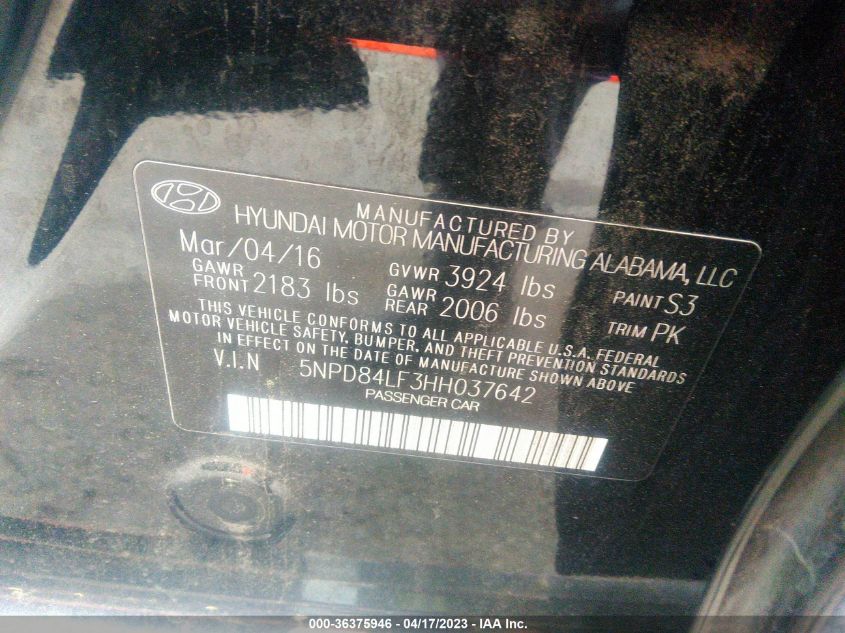 MANUFACTURED BY
HYUNDAI MOTOR MANUFACTURING ALABAMA, LLC
Mar/04/16
GAWR FRONT 2183 lbs
GVWR 3924 lbs
GAWR REAR 2006 lbs
PAINT S3
TRIM PK
THIS VEHICLE CONFORMS TO ALL APPLICABLE U.S.A. FEDERAL
MOTOR VEHICLE SAFETY, BUMPER, AND THEFT PREVENTION STANDARDS
IN EFFECT ON THE DATE OF MANUFACTURE SHOWN ABOVE
V.I.N 5NPD84LF3HH037642
PASSENGER CAR
000-36375946 - 04/17/2023 - IAA Inc.